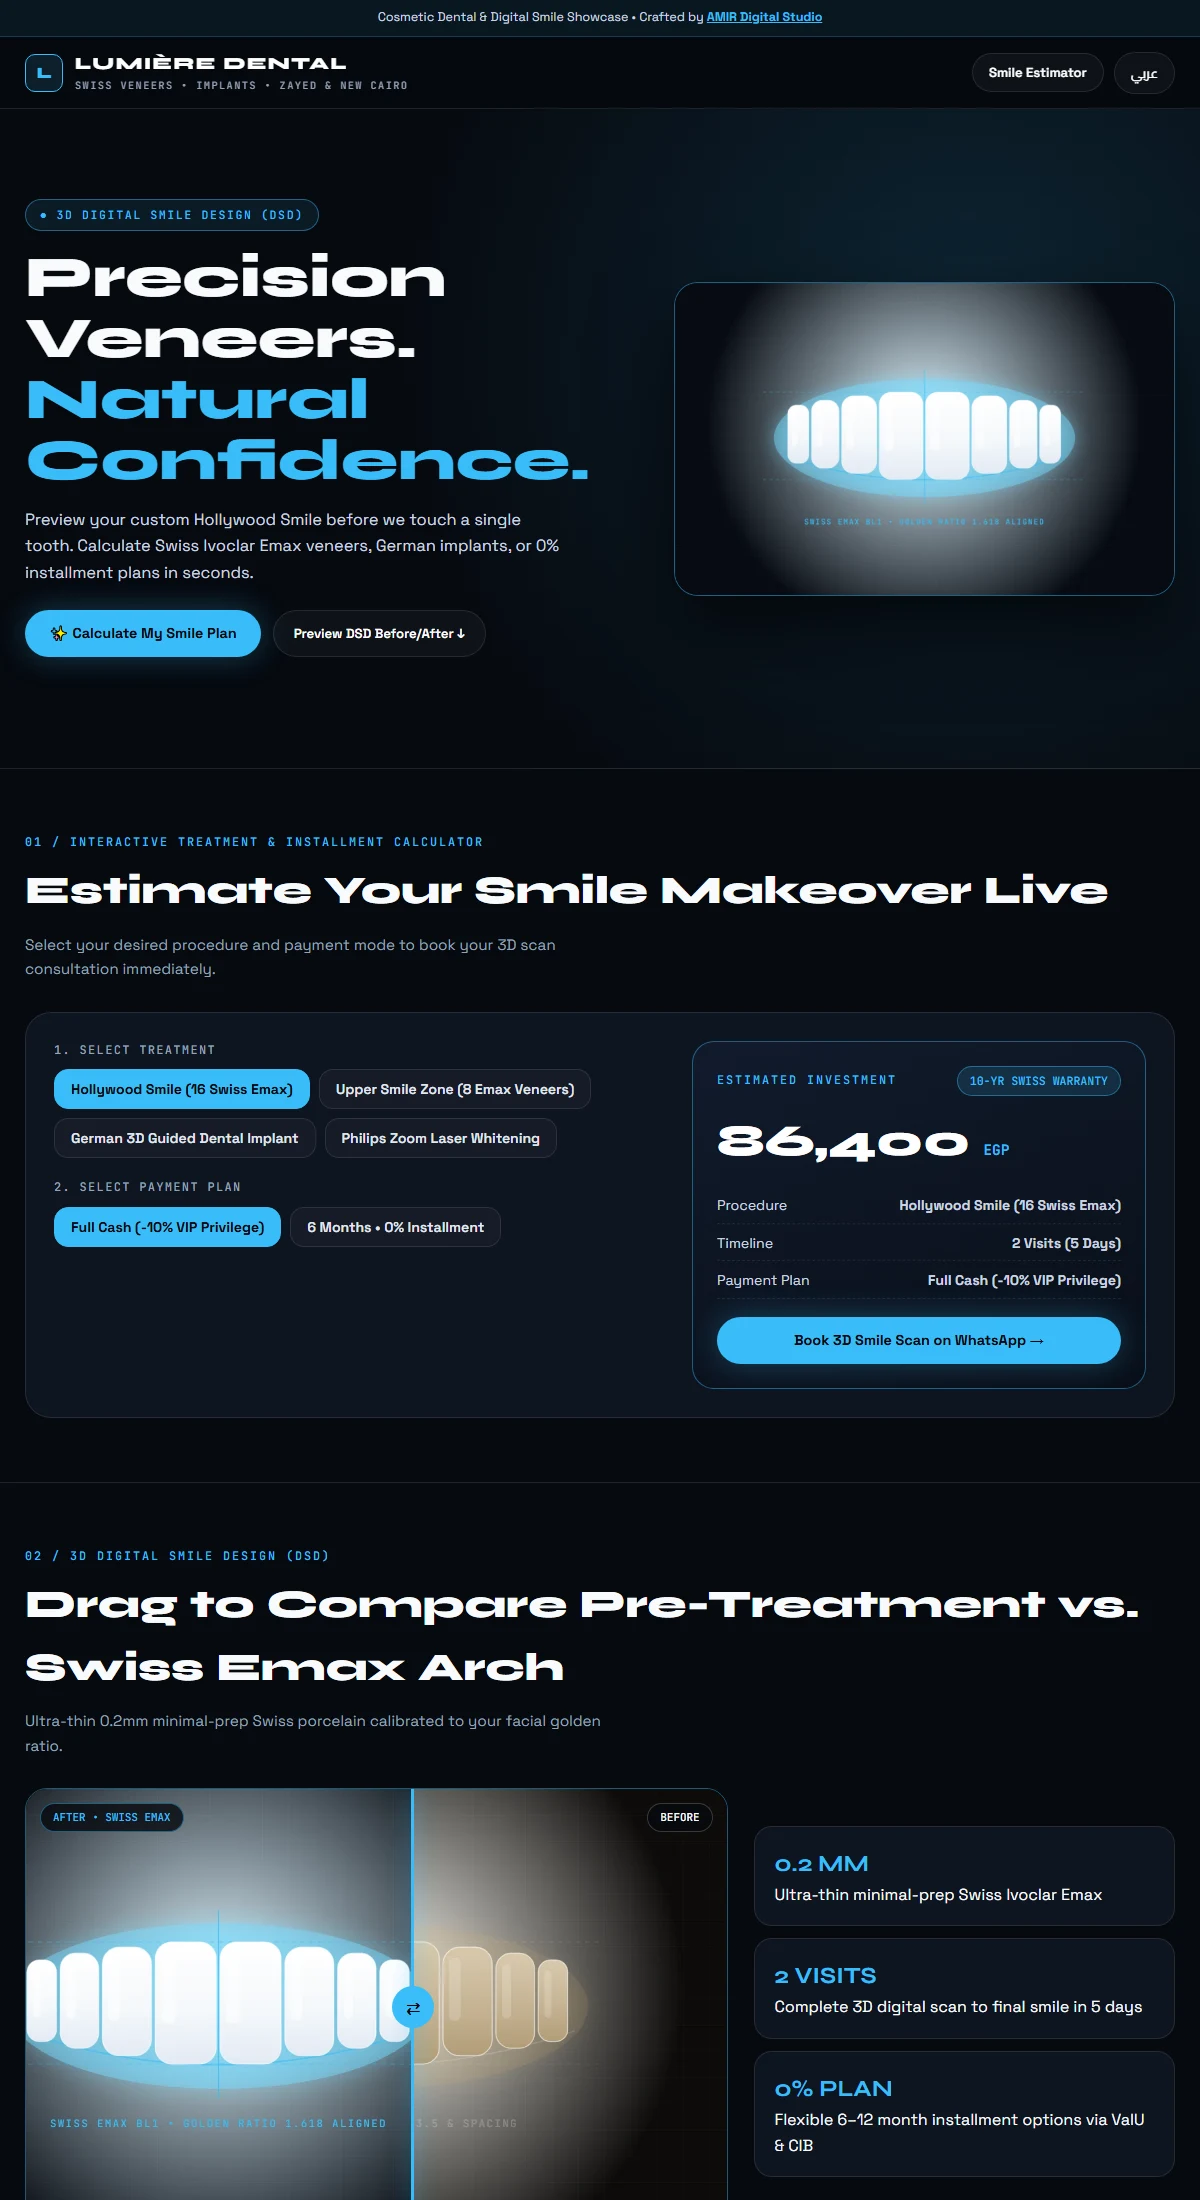 Cosmetic Dental & Digital Smile Showcase • Crafted by AMIR Digital Studio
L
LUMIÈRE DENTAL
SWISS VENEERS • IMPLANTS • ZAYED & NEW CAIRO
Smile Estimator
عربي
● 3D DIGITAL SMILE DESIGN (DSD)
Precision
Veneers.
Natural
Confidence.
Preview your custom Hollywood Smile before we touch a single
tooth. Calculate Swiss Ivoclar Emax veneers, German implants, or 0%
installment plans in seconds.
✨ Calculate My Smile Plan
Preview DSD Before/After ↓
SWISS EMAX BL1 • GOLDEN RATIO 1.618 ALIGNED
01 / INTERACTIVE TREATMENT & INSTALLMENT CALCULATOR
Estimate Your Smile Makeover Live
Select your desired procedure and payment mode to book your 3D scan
consultation immediately.
1. SELECT TREATMENT
Hollywood Smile (16 Swiss Emax)
Upper Smile Zone (8 Emax Veneers)
German 3D Guided Dental Implant
Philips Zoom Laser Whitening
2. SELECT PAYMENT PLAN
Full Cash (-10% VIP Privilege)
6 Months • 0% Installment
ESTIMATED INVESTMENT
10-YR SWISS WARRANTY
86,400 EGP
Procedure Hollywood Smile (16 Swiss Emax)
Timeline 2 Visits (5 Days)
Payment Plan Full Cash (-10% VIP Privilege)
Book 3D Smile Scan on WhatsApp →
02 / 3D DIGITAL SMILE DESIGN (DSD)
Drag to Compare Pre-Treatment vs.
Swiss Emax Arch
Ultra-thin 0.2mm minimal-prep Swiss porcelain calibrated to your facial golden
ratio.
AFTER • SWISS EMAX
BEFORE
SWISS EMAX BL1 • GOLDEN RATIO 1.618 ALIGNED
3.5 & SPACING
0.2 MM
Ultra-thin minimal-prep Swiss Ivoclar Emax
2 VISITS
Complete 3D digital scan to final smile in 5 days
0% PLAN
Flexible 6–12 month installment options via ValU
& CIB